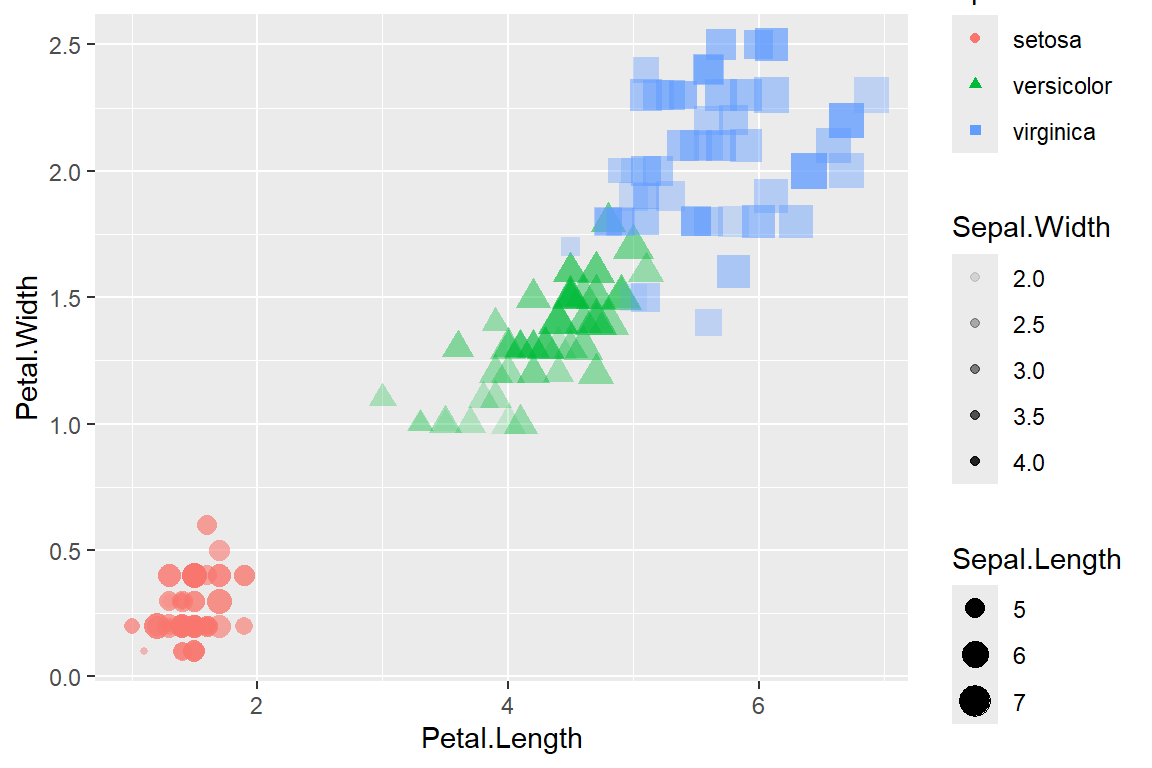 setosa
versicolor
virginica
Sepal.Width
2.0
2.5
3.0
3.5
4.0
Sepal.Length
5
6
7
2.5
2.0
1.5
1.0
0.5
0.0
Petal.Width
2 4 6
Petal.Length